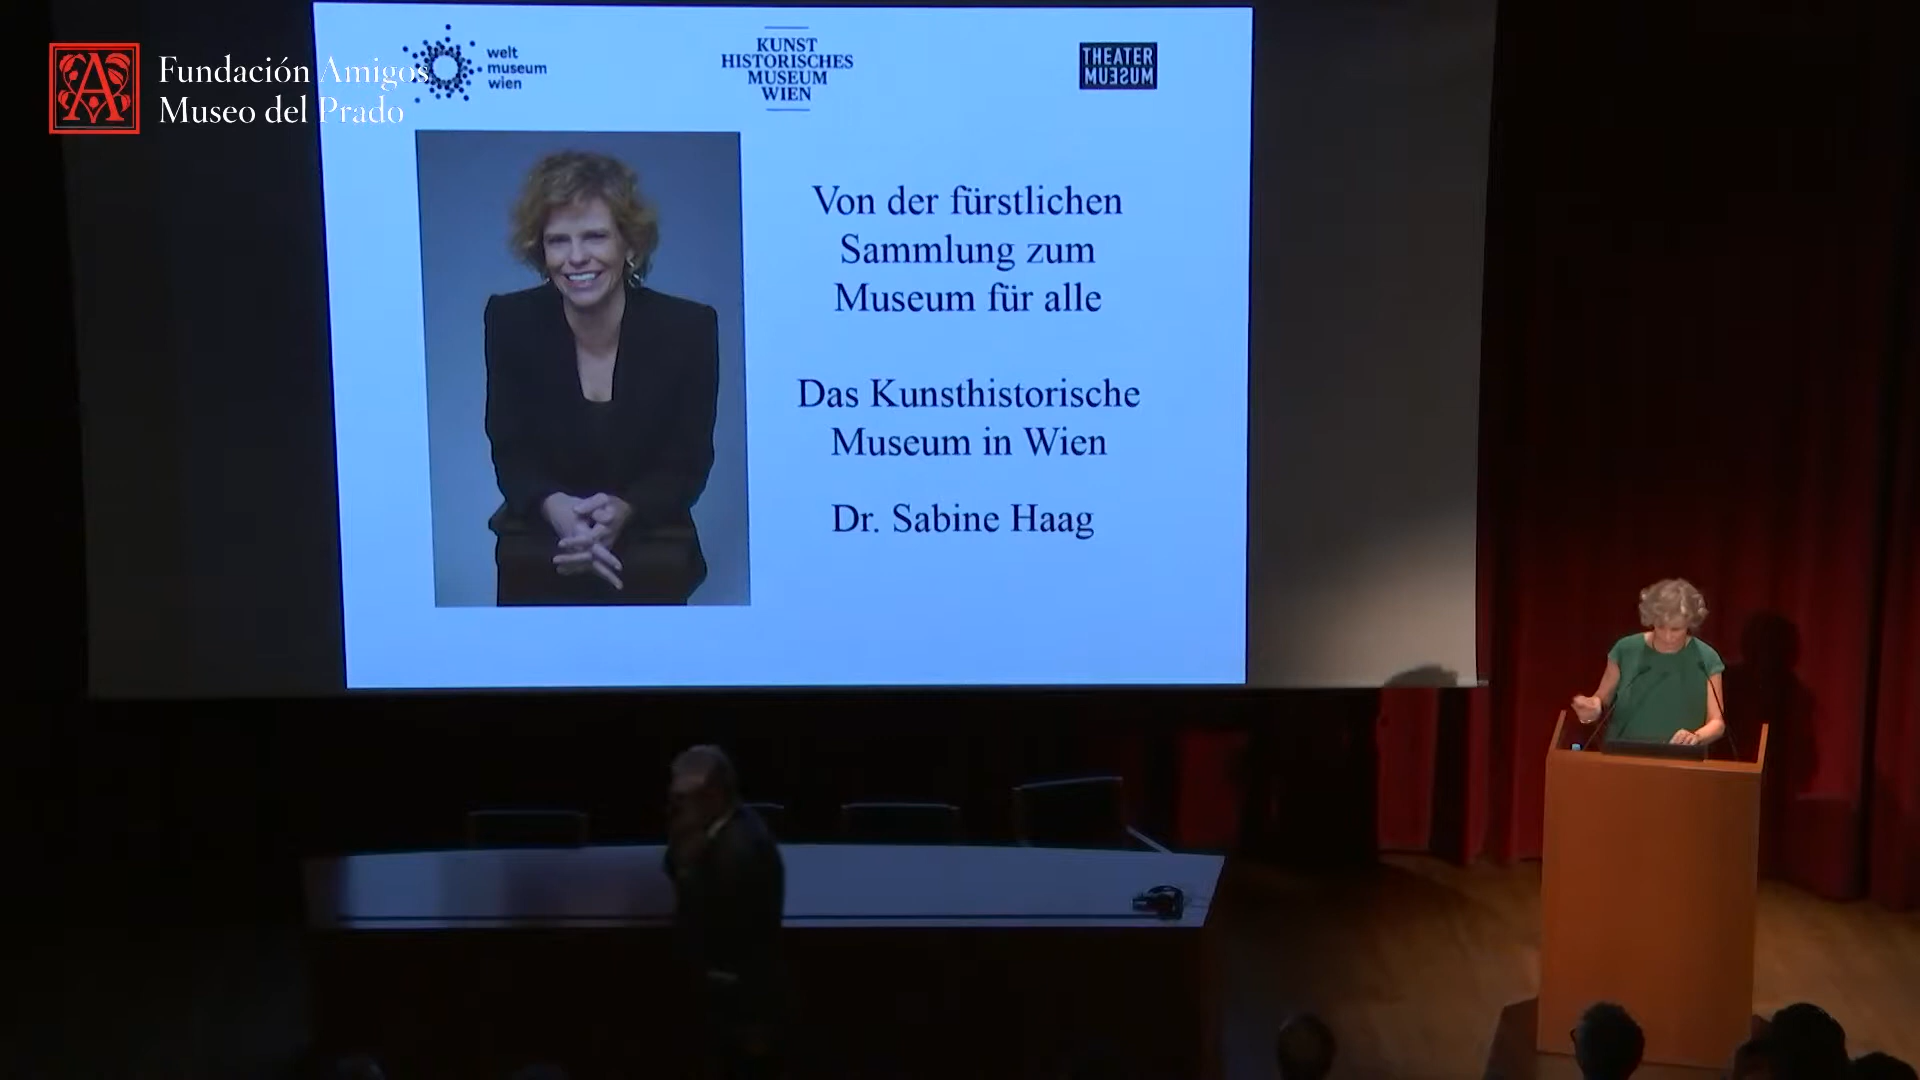 Fundación Amigos
Museo del Prado
welt
museum
wien
KUNST
HISTORISCHES
MUSEUM
WIEN
THEATER
MUSEUM
Von der fürstlichen
Sammlung zum
Museum für alle
Das Kunsthistorische
Museum in Wien
Dr. Sabine Haag